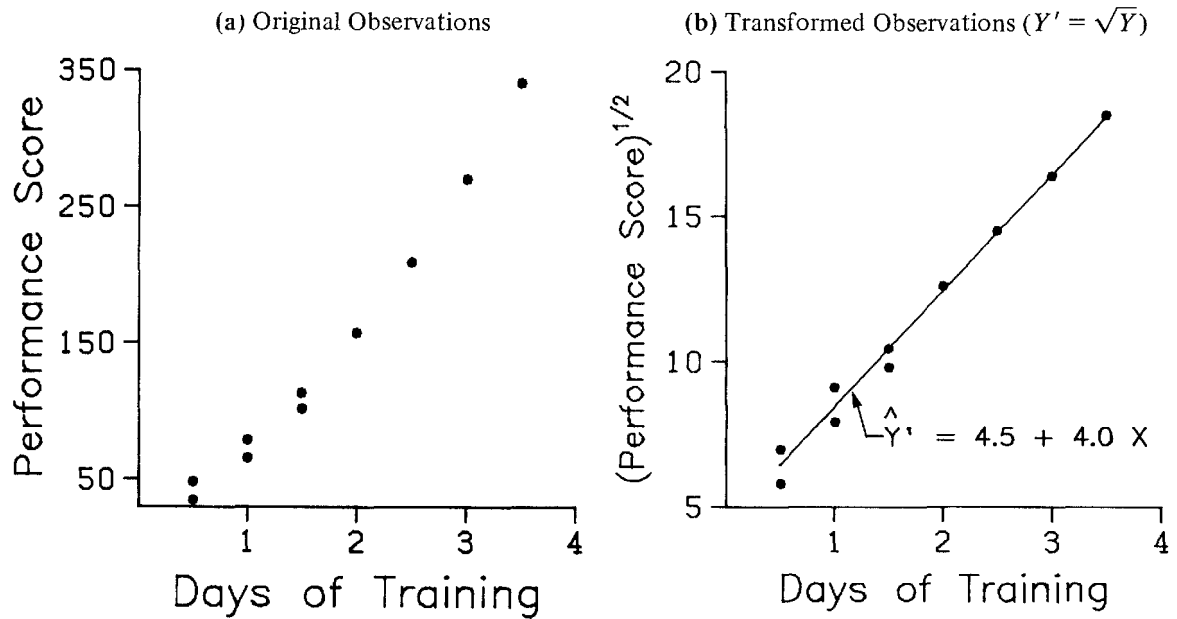 (a) Original Observations
350
250
150
50
1 2 3 4
Performance Score
Days of Training
(b) Transformed Observations (Y' = √Y)
20
15
10
5
1 2 3 4
(Performance Score)^1/2
Ŷ' = 4.5 + 4.0 X
Days of Training